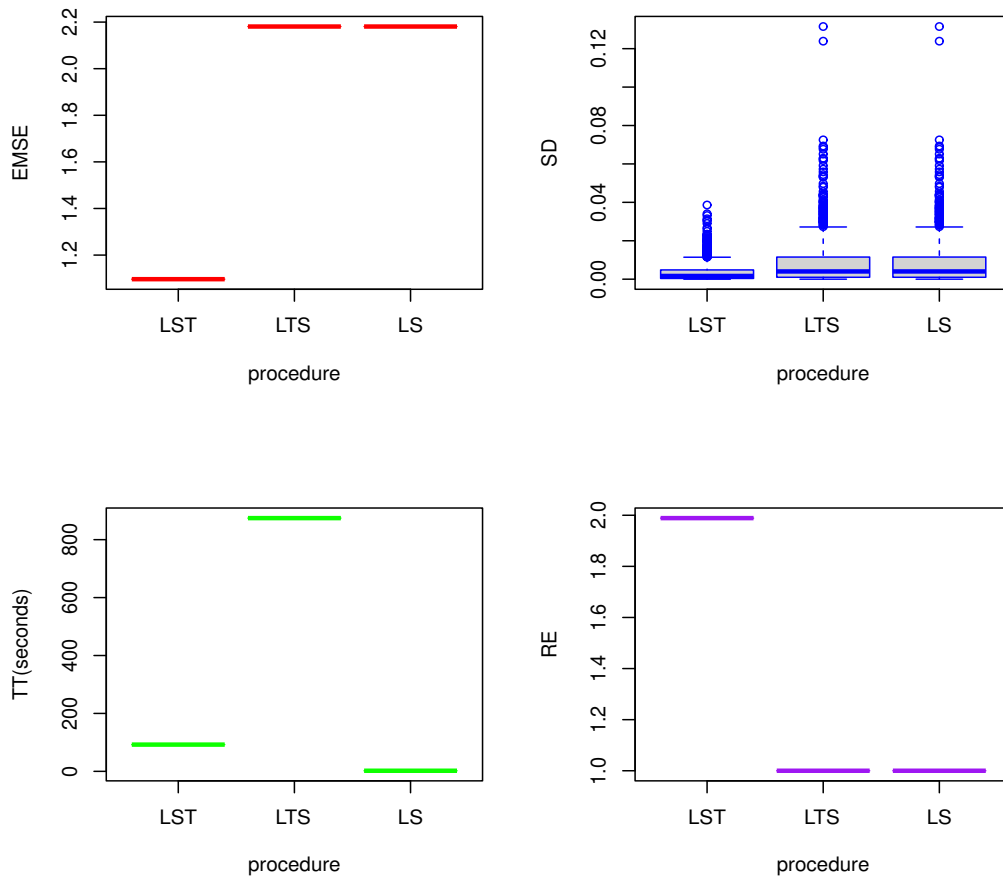 EMSE
2.2
2.0
1.8
1.6
1.4
1.2
LST LTS LS
procedure
SD
0.12
0.08
0.04
0.00
LST LTS LS
procedure
TT(seconds)
800
600
400
200
0
LST LTS LS
procedure
RE
2.0
1.8
1.6
1.4
1.2
1.0
LST LTS LS
procedure